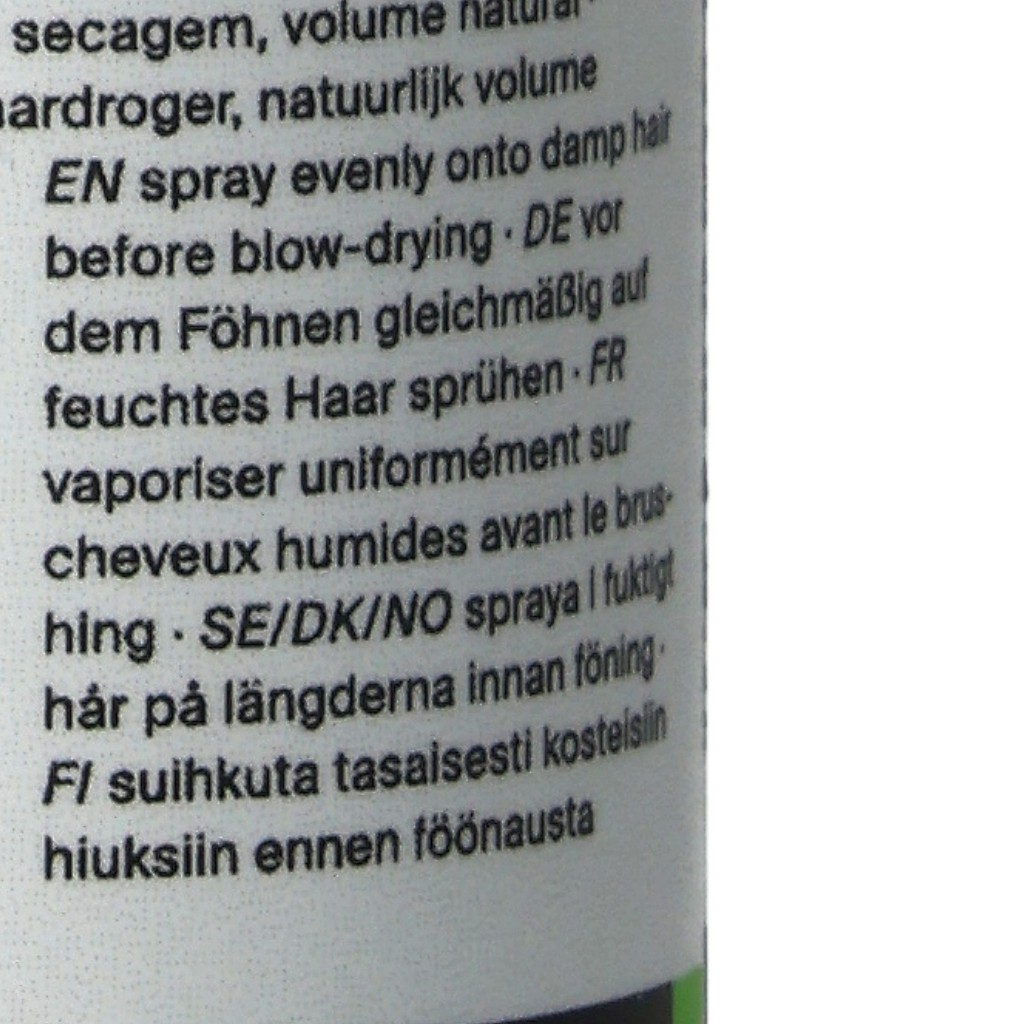 secagem, volume natural ·
haardroger, natuurlijk volume
EN spray evenly onto damp hair
before blow-drying · DE vor
dem Föhnen gleichmäßig auf
feuchtes Haar sprühen · FR
vaporiser uniformément sur
cheveux humides avant le brus-
hing · SE/DK/NO spraya i fuktigt
hår på längderna innan föning ·
FI suihkuta tasaisesti kosteisiin
hiuksiin ennen föönausta